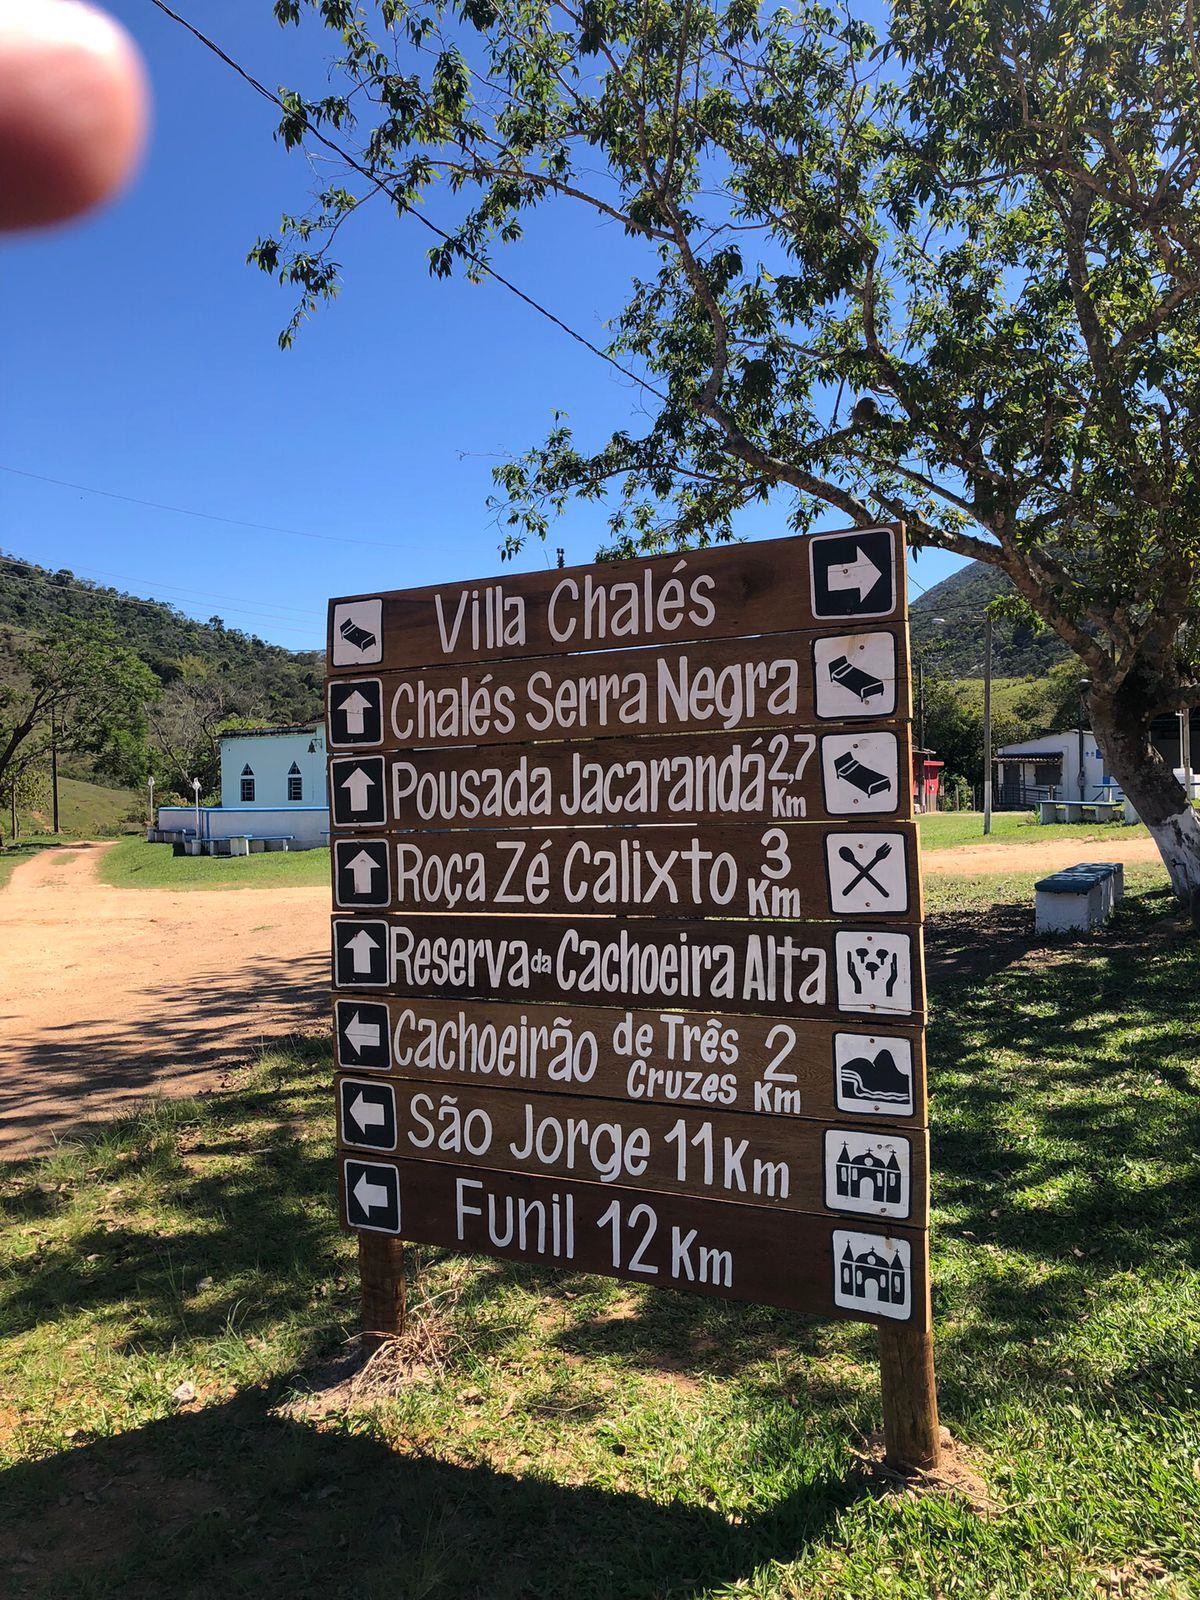 Villa Chalés
Chalés Serra Negra
Pousada Jacarandá 2,7 Km
Roça Zé Calixto 3 Km
Reserva da Cachoeira Alta
Cachoeirão de Três Cruzes 2 Km
São Jorge 11 Km
Funil 12 Km